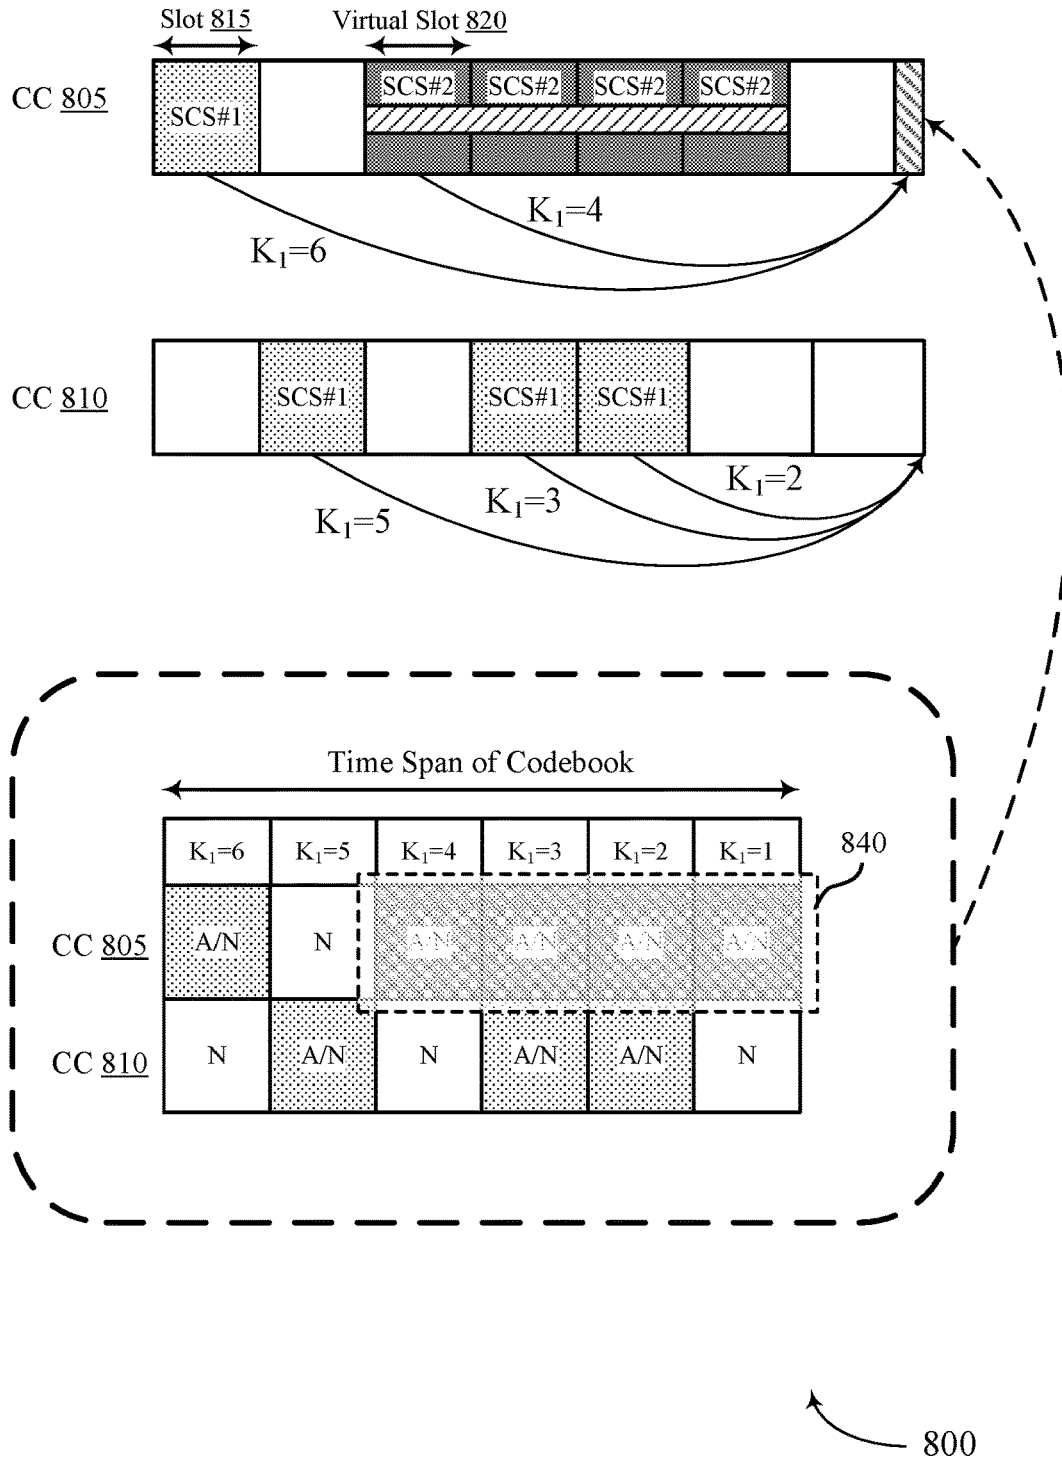 Slot 815 Virtual Slot 820
CC 805 SCS#1 SCS#2 SCS#2 SCS#2 SCS#2
K₁=4
K₁=6
CC 810 SCS#1 SCS#1 SCS#1
K₁=2
K₁=3
K₁=5
Time Span of Codebook
K₁=6 K₁=5 K₁=4 K₁=3 K₁=2 K₁=1
840
CC 805 A/N N A/N A/N A/N A/N
CC 810 N A/N N A/N A/N N
800